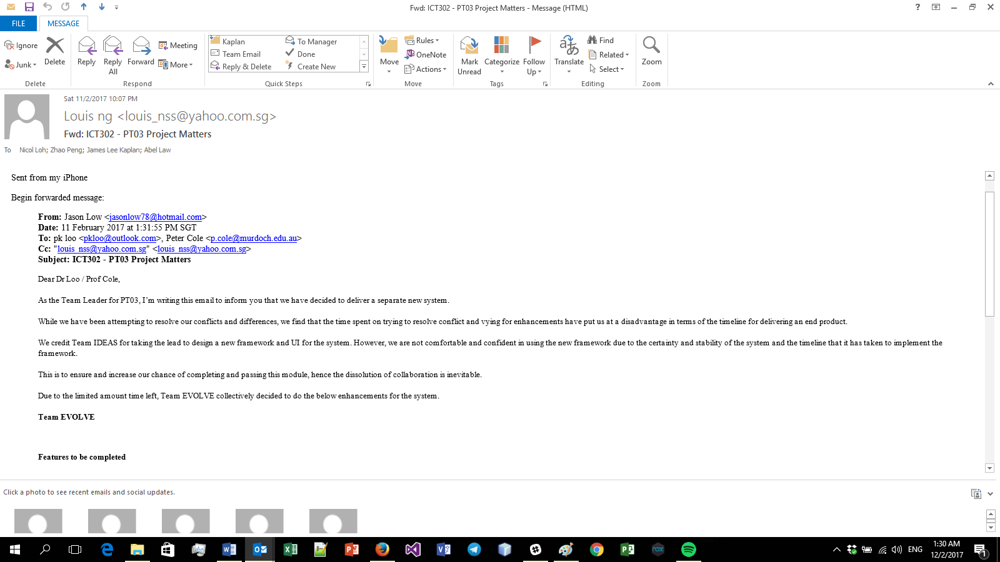 Fwd: ICT302 - PT03 Project Matters - Message (HTML)
?
FILE
MESSAGE
Ignore
Junk
Delete
Delete
Reply
Reply All
Forward
Meeting
More
Respond
Kaplan
Team Email
Reply & Delete
To Manager
Done
Create New
Quick Steps
Move
Rules
OneNote
Actions
Move
Mark Unread
Categorize
Follow Up
Tags
Translate
Find
Related
Select
Editing
Zoom
Zoom
Sat 11/2/2017 10:07 PM
Louis ng <louis_nss@yahoo.com.sg>
Fwd: ICT302 - PT03 Project Matters
To Nicol Loh; Zhao Peng; James Lee Kaplan; Abel Law
Sent from my iPhone
Begin forwarded message:
From: Jason Low <jasonlow78@hotmail.com>
Date: 11 February 2017 at 1:31:55 PM SGT
To: pk loo <pkloo@outlook.com>, Peter Cole <p.cole@murdoch.edu.au>
Cc: "louis_nss@yahoo.com.sg" <louis_nss@yahoo.com.sg>
Subject: ICT302 - PT03 Project Matters
Dear Dr Loo / Prof Cole,
As the Team Leader for PT03, I'm writing this email to inform you that we have decided to deliver a separate new system.
While we have been attempting to resolve our conflicts and differences, we find that the time spent on trying to resolve conflict and vying for enhancements have put us at a disadvantage in terms of the timeline for delivering an end product.
We credit Team IDEAS for taking the lead to design a new framework and UI for the system. However, we are not comfortable and confident in using the new framework due to the certainty and stability of the system and the timeline that it has taken to implement the
framework.
This is to ensure and increase our chance of completing and passing this module, hence the dissolution of collaboration is inevitable.
Due to the limited amount time left, Team EVOLVE collectively decided to do the below enhancements for the system.
Team EVOLVE
Features to be completed
Click a photo to see recent emails and social updates.
ENG
1:30 AM
12/2/2017
1